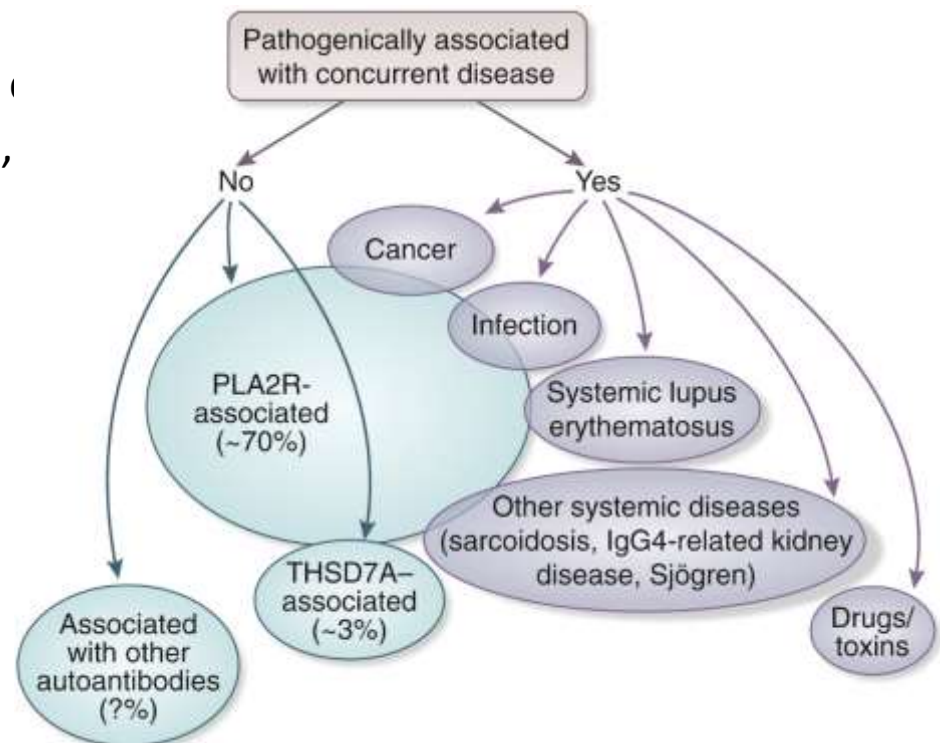 Pathogenically associated
with concurrent disease
,
No
Yes
Cancer
Infection
PLA2R-
associated
(~70%)
Systemic lupus
erythematosus
Other systemic diseases
(sarcoidosis, IgG4-related kidney
disease, Sjögren)
THSD7A–
associated
(~3%)
Associated
with other
autoantibodies
(?%)
Drugs/
toxins